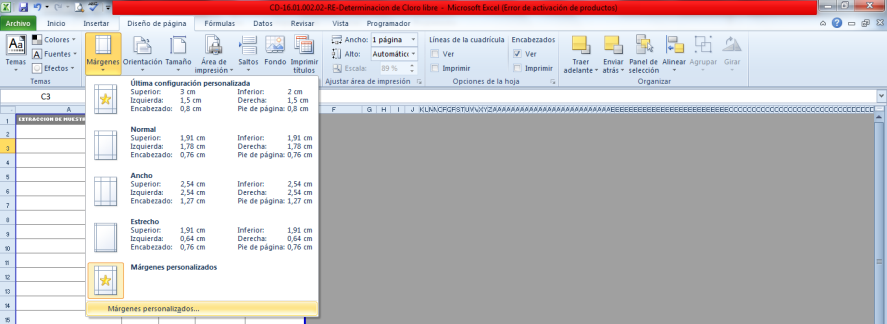 CD-16.01.002.02-RE-Determinacion de Cloro libre - Microsoft Excel (Error de activación de productos)
Archivo Inicio Insertar Diseño de página Fórmulas Datos Revisar Vista Programador
Colores Ancho: 1 página Líneas de la cuadrícula Encabezados
Aa Fuentes Alto: Automático Ver Ver
Temas Efectos Márgenes Orientación Tamaño Área de impresión Saltos Fondo Imprimir títulos Escala: 89 % Imprimir Imprimir Traer adelante Enviar atrás Panel de selección Alinear Agrupar Girar
Temas Ajustar área de impresión Opciones de la hoja Organizar
C3
Última configuración personalizada
Superior: 3 cm Inferior: 2 cm
Izquierda: 1,5 cm Derecha: 1,5 cm
Encabezado: 0,8 cm Pie de página: 0,8 cm
A F G H I J
1 EXTRACCION DE MUESTRA
Normal
Superior: 1,91 cm Inferior: 1,91 cm
Izquierda: 1,78 cm Derecha: 1,78 cm
Encabezado: 0,76 cm Pie de página: 0,76 cm
Ancho
Superior: 2,54 cm Inferior: 2,54 cm
Izquierda: 2,54 cm Derecha: 2,54 cm
Encabezado: 1,27 cm Pie de página: 1,27 cm
Estrecho
Superior: 1,91 cm Inferior: 1,91 cm
Izquierda: 0,64 cm Derecha: 0,64 cm
Encabezado: 0,76 cm Pie de página: 0,76 cm
Márgenes personalizados
Márgenes personalizados...
2
3
4
5
6
7
8
9
10
11
12
13
14
15